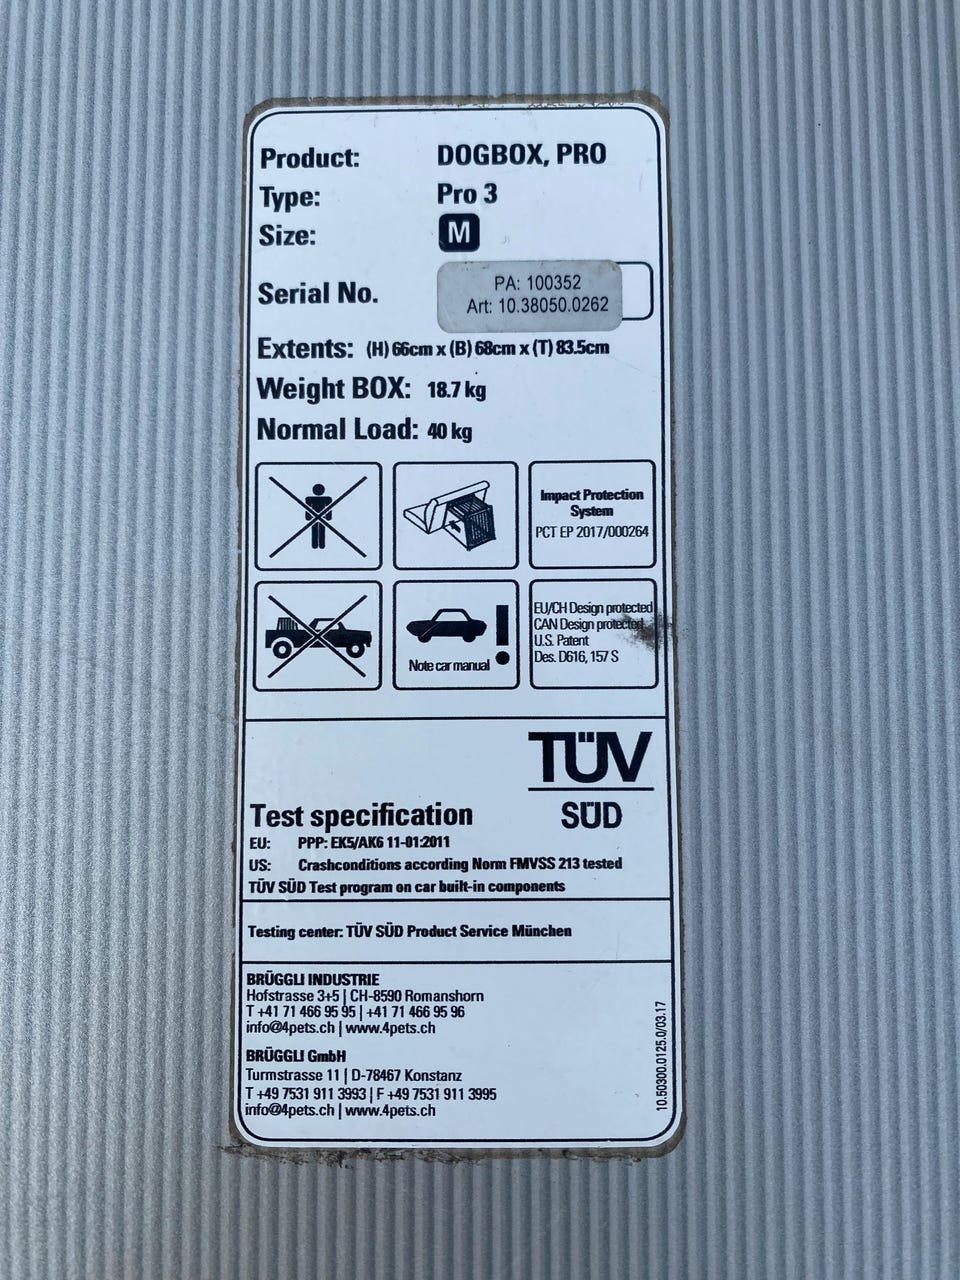 Product: DOGBOX, PRO
Type: Pro 3
Size: M
Serial No. PA: 100352
Art: 10.38050.0262
Extents: (H) 66cm x (B) 68cm x (T) 83.5cm
Weight BOX: 18.7 kg
Normal Load: 40 kg
Impact Protection
System
PCT EP 2017/000264
Note car manual
EU/CH Design protected
CAN Design protected
U.S. Patent
Des. D616, 157 S
TÜV
SÜD
Test specification
EU: PPP: EK5/AK6 11-01:2011
US: Crashconditions according Norm FMVSS 213 tested
TÜV SÜD Test program on car built-in components
Testing center: TÜV SÜD Product Service München
BRÜGGLI INDUSTRIE
Hofstrasse 3+5 | CH-8590 Romanshorn
T +41 71 466 95 95 | +41 71 466 95 96
info@4pets.ch | www.4pets.ch
BRÜGGLI GmbH
Turmstrasse 11 | D-78467 Konstanz
T +49 7531 911 3993 | F +49 7531 911 3995
info@4pets.ch | www.4pets.ch
10.50300.0125.0/03.17